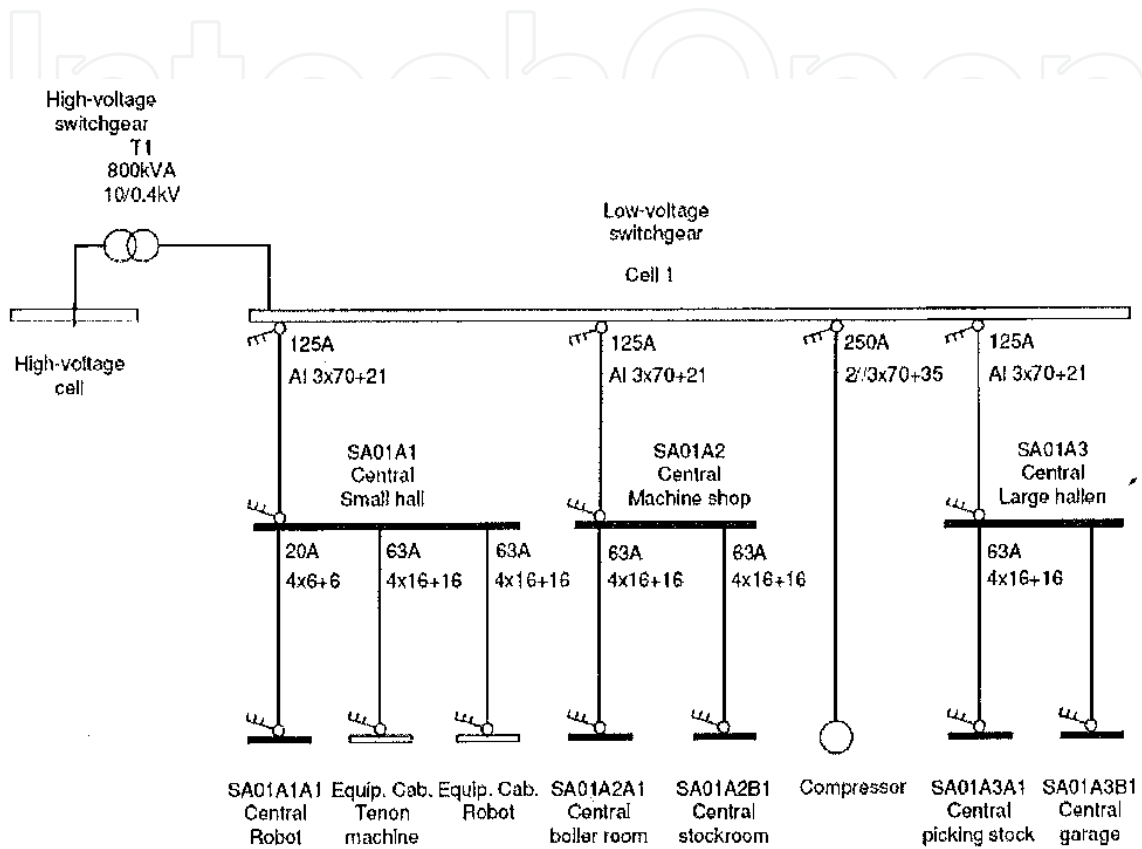 IntechOpen
High-voltage
switchgear
T1
800kVA
10/0.4kV
Low-voltage
switchgear
Cell 1
High-voltage
cell
125A
Al 3x70+21
125A
Al 3x70+21
250A
2//3x70+35
125A
Al 3x70+21
SA01A1
Central
Small hall
SA01A2
Central
Machine shop
SA01A3
Central
Large hallen
20A
4x6+6
63A
4x16+16
63A
4x16+16
63A
4x16+16
63A
4x16+16
63A
4x16+16
SA01A1A1
Central
Robot
Equip. Cab.
Tenon
machine
Equip. Cab.
Robot
SA01A2A1
Central
boiler room
SA01A2B1
Central
stockroom
Compressor
SA01A3A1
Central
picking stock
SA01A3B1
Central
garage